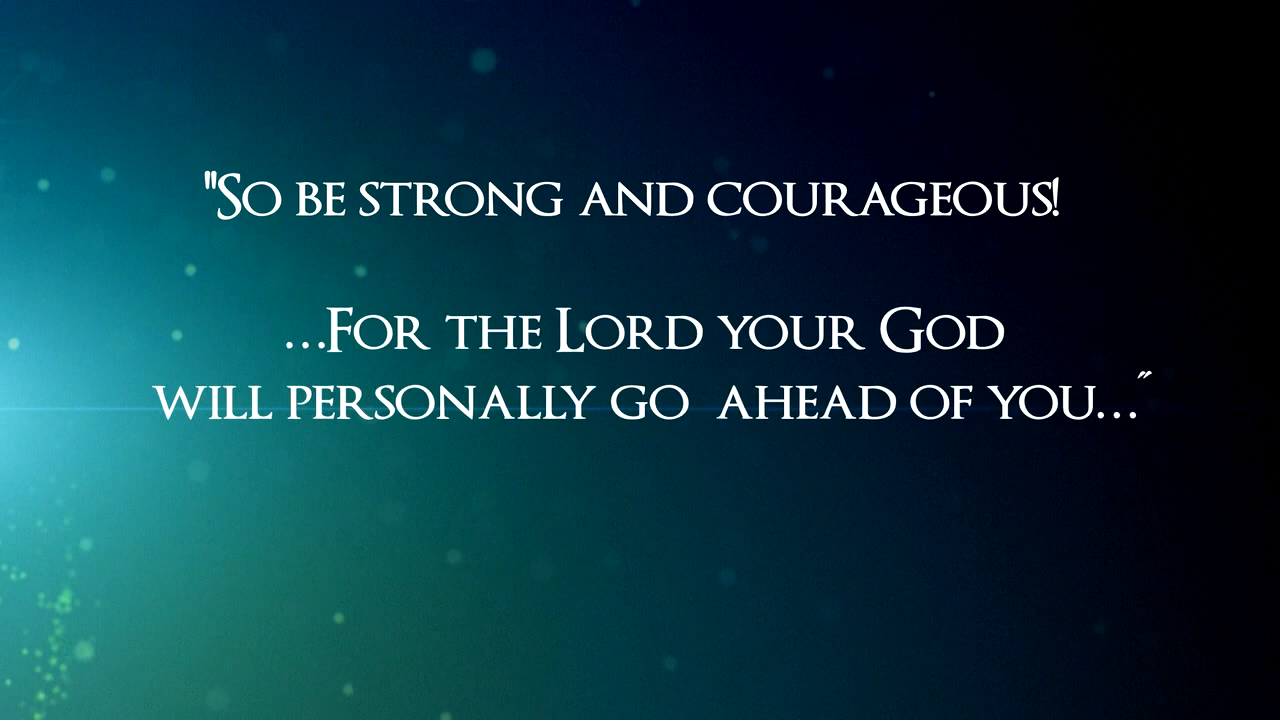 "So be strong and courageous!
...For the Lord your God
will personally go ahead of you..."